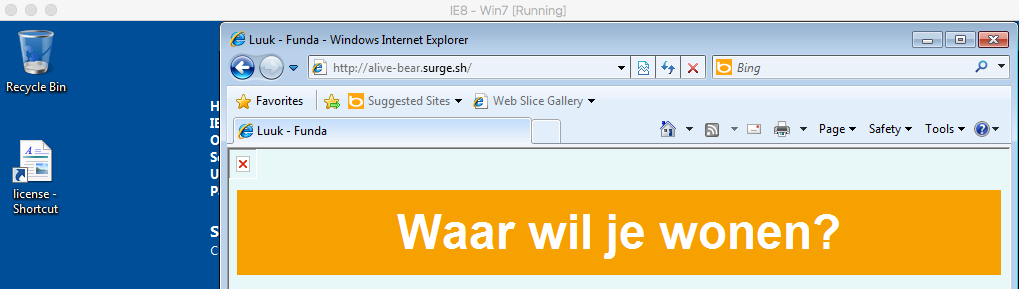 IE8 - Win7 [Running]
Recycle Bin
license -
Shortcut
Luuk - Funda - Windows Internet Explorer
http://alive-bear.surge.sh/
Bing
Favorites
Suggested Sites
Web Slice Gallery
Luuk - Funda
Page
Safety
Tools
Waar wil je wonen?